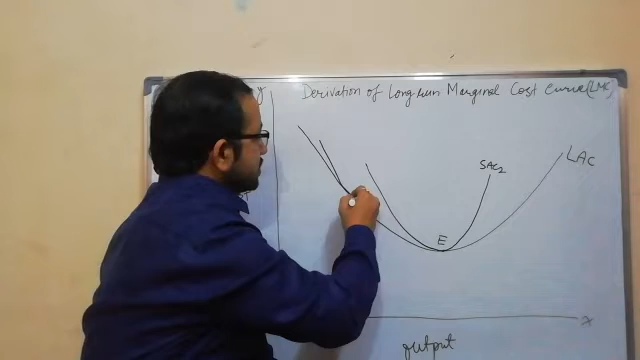 Derivation of Long-run Marginal Cost Curve (LMC)
SAC2
LAC
E
X
output